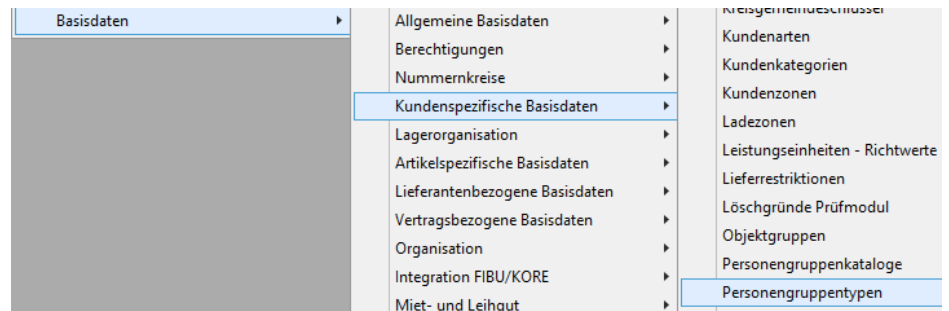 Basisdaten
Allgemeine Basisdaten
Berechtigungen
Nummernkreise
Kundenspezifische Basisdaten
Lagerorganisation
Artikelspezifische Basisdaten
Lieferantenbezogene Basisdaten
Vertragsbezogene Basisdaten
Organisation
Integration FIBU/KORE
Miet- und Leihgut
Kreisgemeindeschlüssel
Kundenarten
Kundenkategorien
Kundenzonen
Ladezonen
Leistungseinheiten - Richtwerte
Lieferrestriktionen
Löschgründe Prüfmodul
Objektgruppen
Personengruppenkataloge
Personengruppentypen